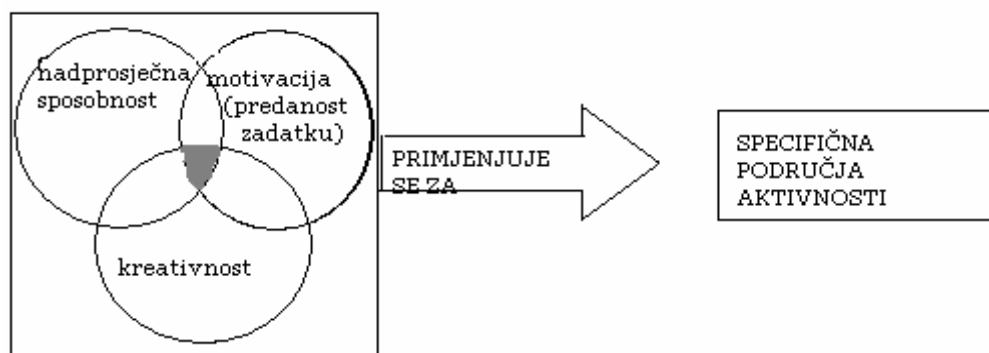 nadprosječna
sposobnost
motivacija
(predanost
zadatku)
kreativnost
PRIMJENJUJE
SE ZA
SPECIFIČNA
PODRUČJA
AKTIVNOSTI